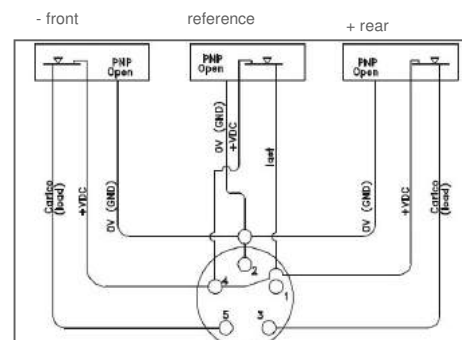 - front
reference
+ rear
PNP
Open
PNP
Open
PNP
Open
Carico
(load)
+VDC
0V (GND)
0V (GND)
+VDC
0V (GND)
+VDC
Carico
(load)
2
4
1
5
3